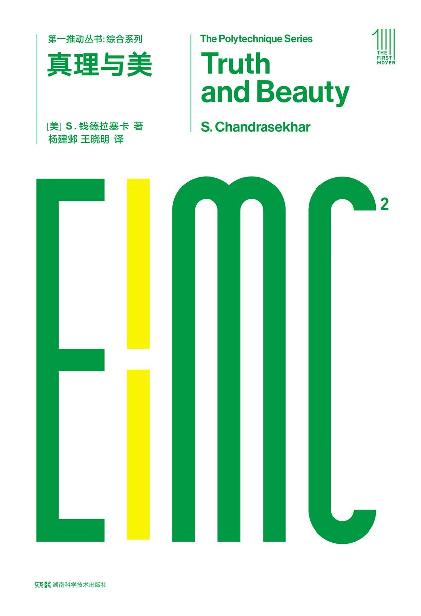 第一推动丛书:综合系列
真理与美
[美] S.钱德拉塞卡 著
杨建邺 王晓明 译
The Polytechnique Series
Truth
and Beauty
S. Chandrasekhar
THE
FIRST
MOVER
E=MC²
湖南科学技术出版社